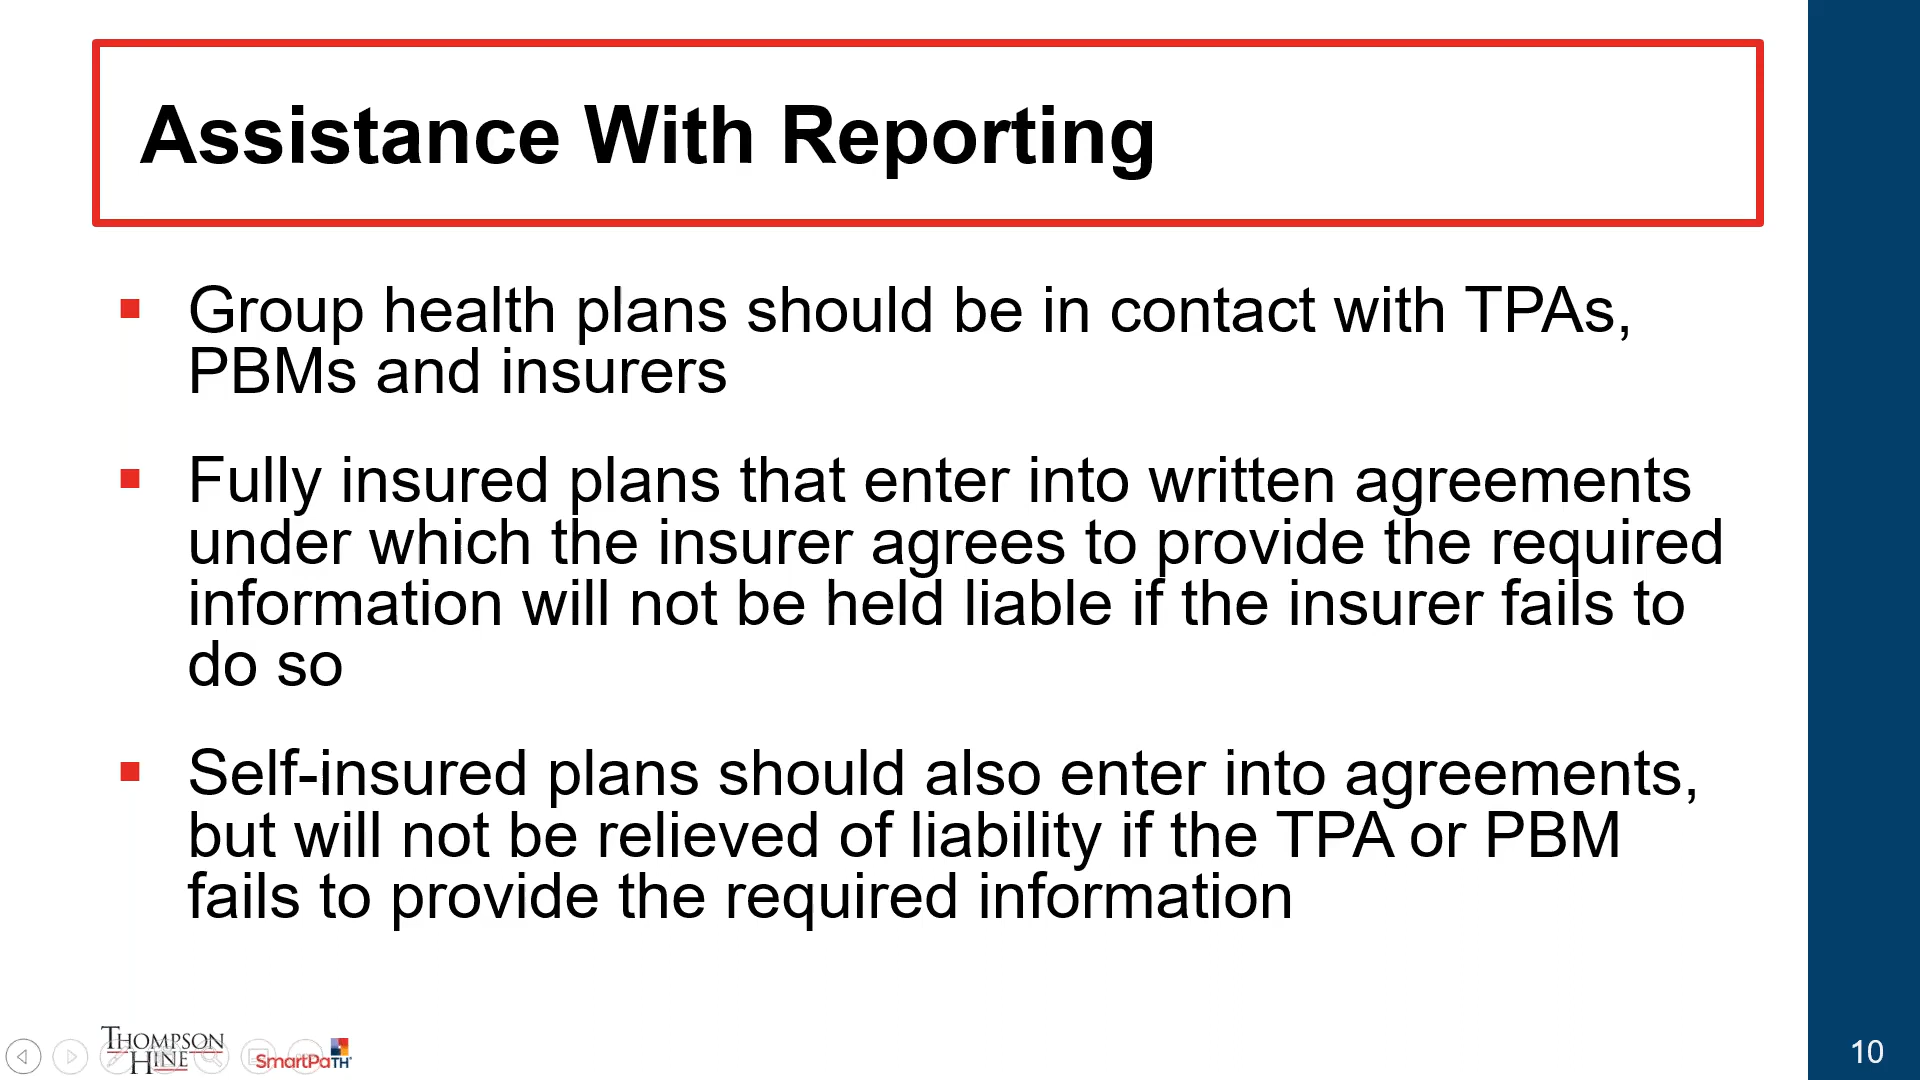 Assistance With Reporting
Group health plans should be in contact with TPAs,
PBMs and insurers
Fully insured plans that enter into written agreements
under which the insurer agrees to provide the required
information will not be held liable if the insurer fails to
do so
Self-insured plans should also enter into agreements,
but will not be relieved of liability if the TPA or PBM
fails to provide the required information
THOMPSON
HINE
SmartPaTH
10